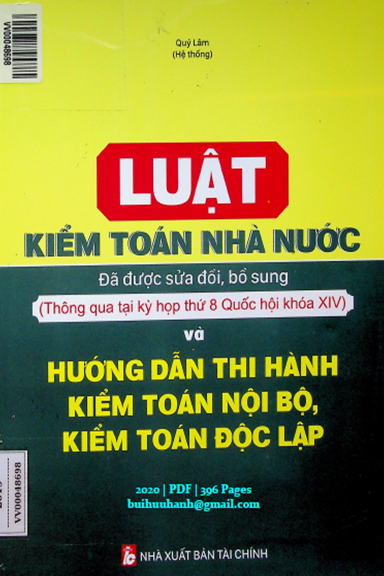 VV00048698
Quý Lâm
(Hệ thống)
LUẬT
KIỂM TOÁN NHÀ NƯỚC
Đã được sửa đổi, bổ sung
(Thông qua tại kỳ họp thứ 8 Quốc hội khóa XIV)
và
HƯỚNG DẪN THI HÀNH
KIỂM TOÁN NỘI BỘ,
KIỂM TOÁN ĐỘC LẬP
VV00048698
2020 | PDF | 396 Pages
buihuuhanh@gmail.com
NHÀ XUẤT BẢN TÀI CHÍNH